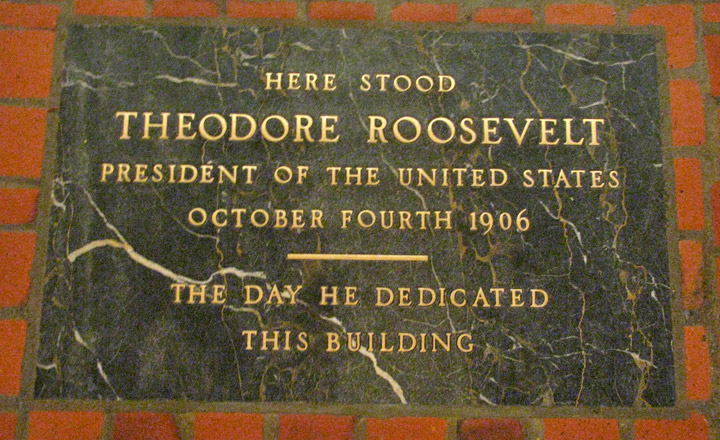 HERE STOOD
THEODORE ROOSEVELT
PRESIDENT OF THE UNITED STATES
OCTOBER FOURTH 1906
THE DAY HE DEDICATED
THIS BUILDING